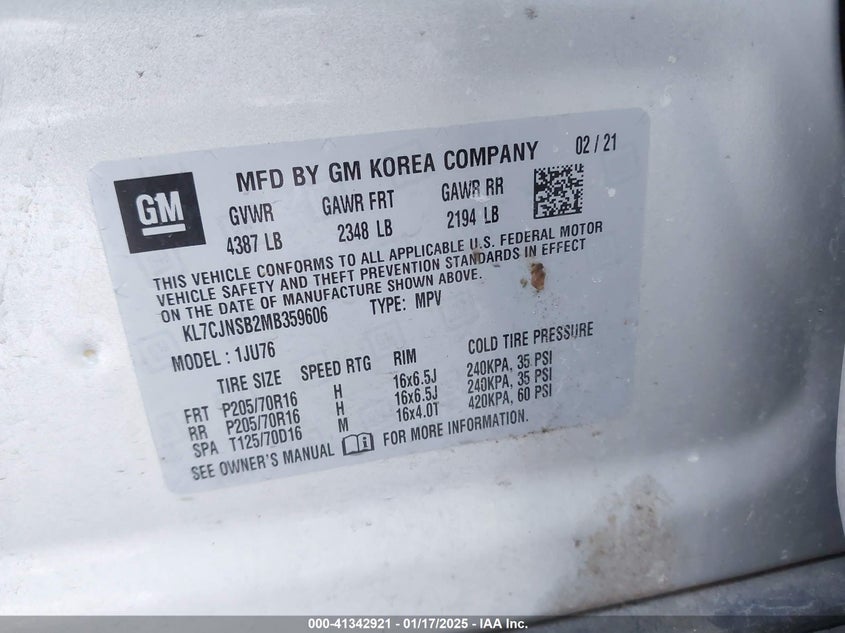 MFD BY GM KOREA COMPANY 02 / 21
GM
GVWR GAWR FRT GAWR RR
4387 LB 2348 LB 2194 LB
THIS VEHICLE CONFORMS TO ALL APPLICABLE U.S. FEDERAL MOTOR
VEHICLE SAFETY AND THEFT PREVENTION STANDARDS IN EFFECT
ON THE DATE OF MANUFACTURE SHOWN ABOVE.
KL7CJNSB2MB359606 TYPE: MPV
MODEL : 1JU76
TIRE SIZE SPEED RTG RIM COLD TIRE PRESSURE
FRT P205/70R16 H 16x6.5J 240KPA, 35 PSI
RR P205/70R16 H 16x6.5J 240KPA, 35 PSI
SPA T125/70D16 M 16x4.0T 420KPA, 60 PSI
SEE OWNER'S MANUAL FOR MORE INFORMATION.
000-41342921 - 01/17/2025 - IAA Inc.